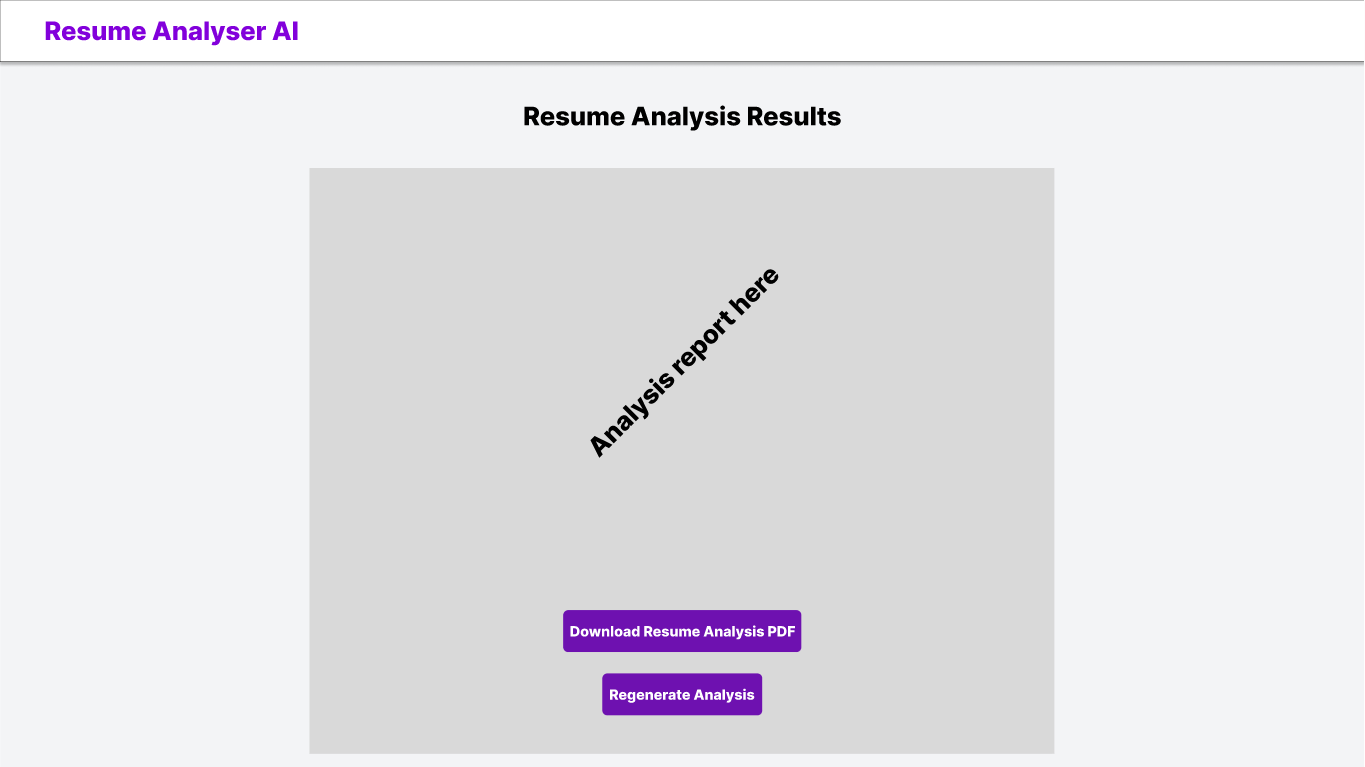 Resume Analyser AI
Resume Analysis Results
Analysis report here
Download Resume Analysis PDF
Regenerate Analysis